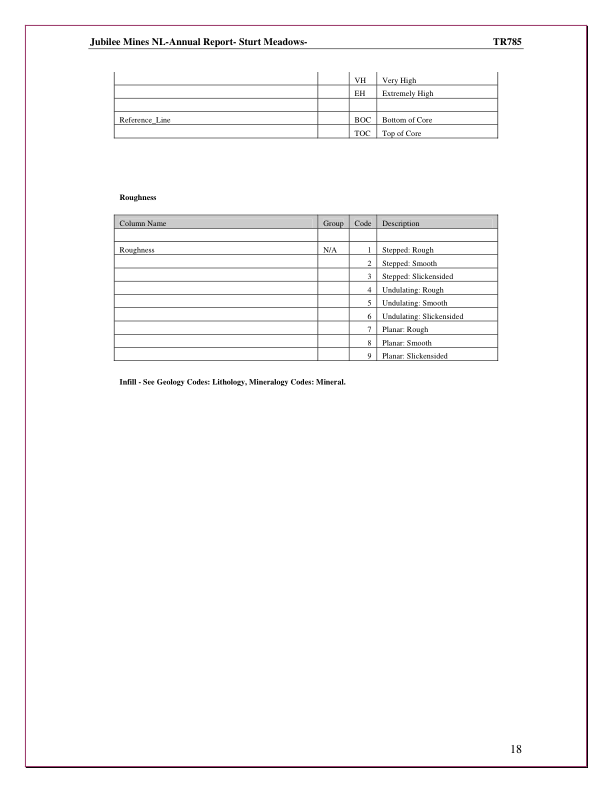 Jubilee Mines NL-Annual Report- Sturt Meadows- TR785
VH Very High
EH Extremely High
Reference_Line BOC Bottom of Core
TOC Top of Core
Roughness
Column Name Group Code Description
Roughness N/A 1 Stepped: Rough
2 Stepped: Smooth
3 Stepped: Slickensided
4 Undulating: Rough
5 Undulating: Smooth
6 Undulating: Slickensided
7 Planar: Rough
8 Planar: Smooth
9 Planar: Slickensided
Infill - See Geology Codes: Lithology, Mineralogy Codes: Mineral.
18